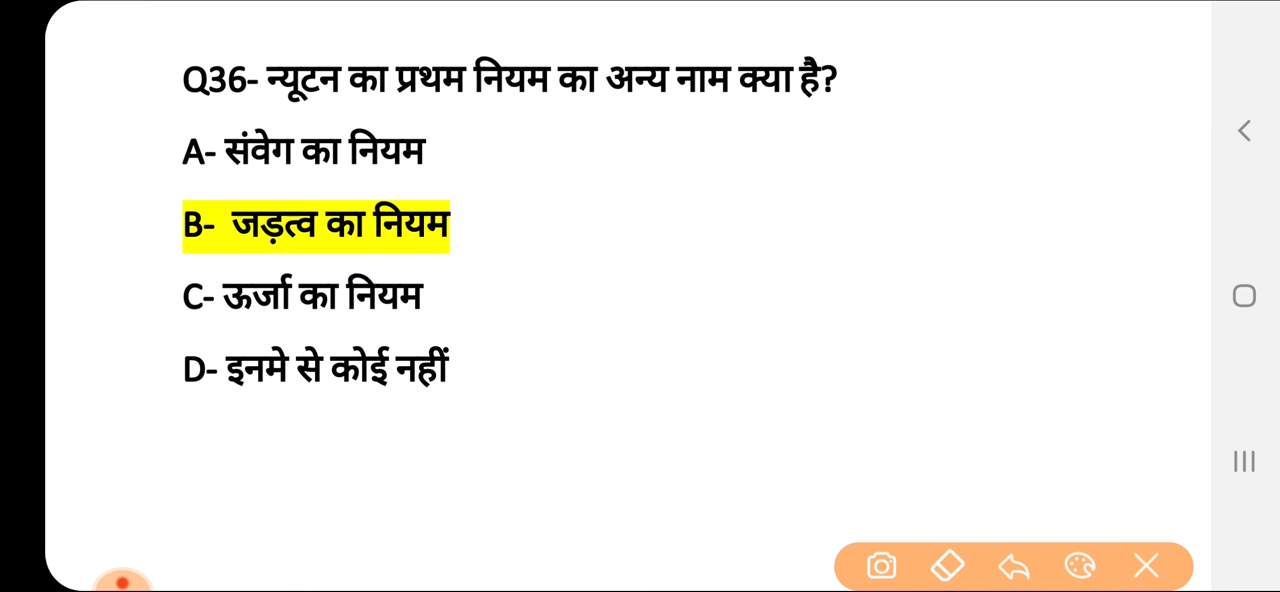 Q36- न्यूटन का प्रथम नियम का अन्य नाम क्या है?
A- संवेग का नियम
B- जड़त्व का नियम
C- ऊर्जा का नियम
D- इनमे से कोई नहीं